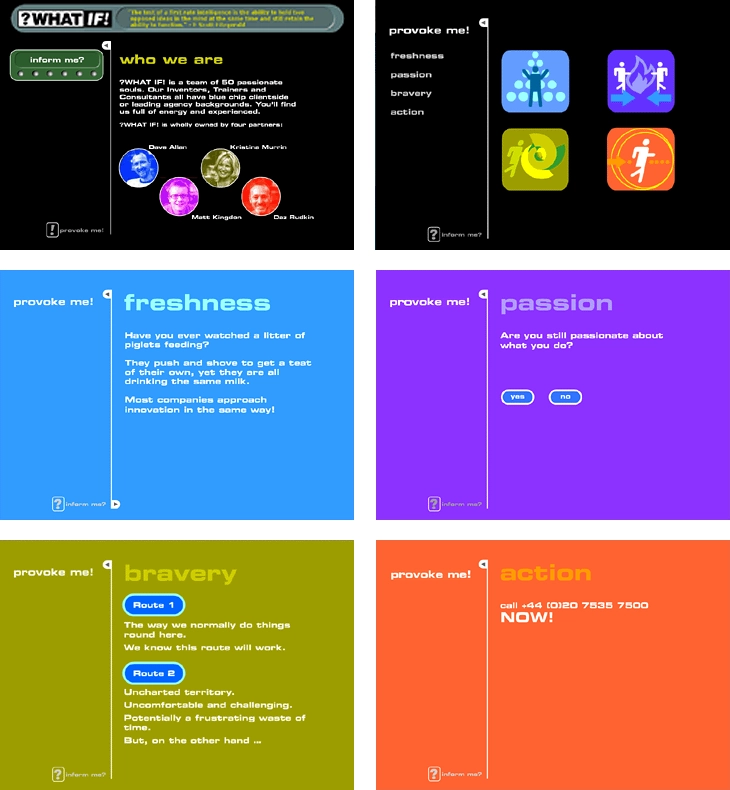 ?WHAT IF!
"The test of a first rate intelligence is the ability to hold two
opposed ideas in the mind at the same time and still retain the
ability to function." - F. Scott Fitzgerald
inform me?
who we are
?WHAT IF! is a team of 50 passionate
souls. Our Inventors, Trainers and
Consultants all have blue chip clientside
or leading agency backgrounds. You'll find
us full of energy and experienced.
?WHAT IF! is wholly owned by four partners:
Dave Allan
Kristina Murrin
Matt Kingdon
Daz Rudkin
! provoke me!
provoke me!
freshness
passion
bravery
action
? inform me?
provoke me!
freshness
Have you ever watched a litter of
piglets feeding?
They push and shove to get a teat
of their own, yet they are all
drinking the same milk.
Most companies approach
innovation in the same way!
? inform me?
provoke me!
passion
Are you still passionate about
what you do?
yes
no
? inform me?
provoke me!
bravery
Route 1
The way we normally do things
round here.
We know this route will work.
Route 2
Uncharted territory.
Uncomfortable and challenging.
Potentially a frustrating waste of
time.
But, on the other hand ...
? inform me?
provoke me!
action
call +44 (0)20 7535 7500
NOW!
? inform me?